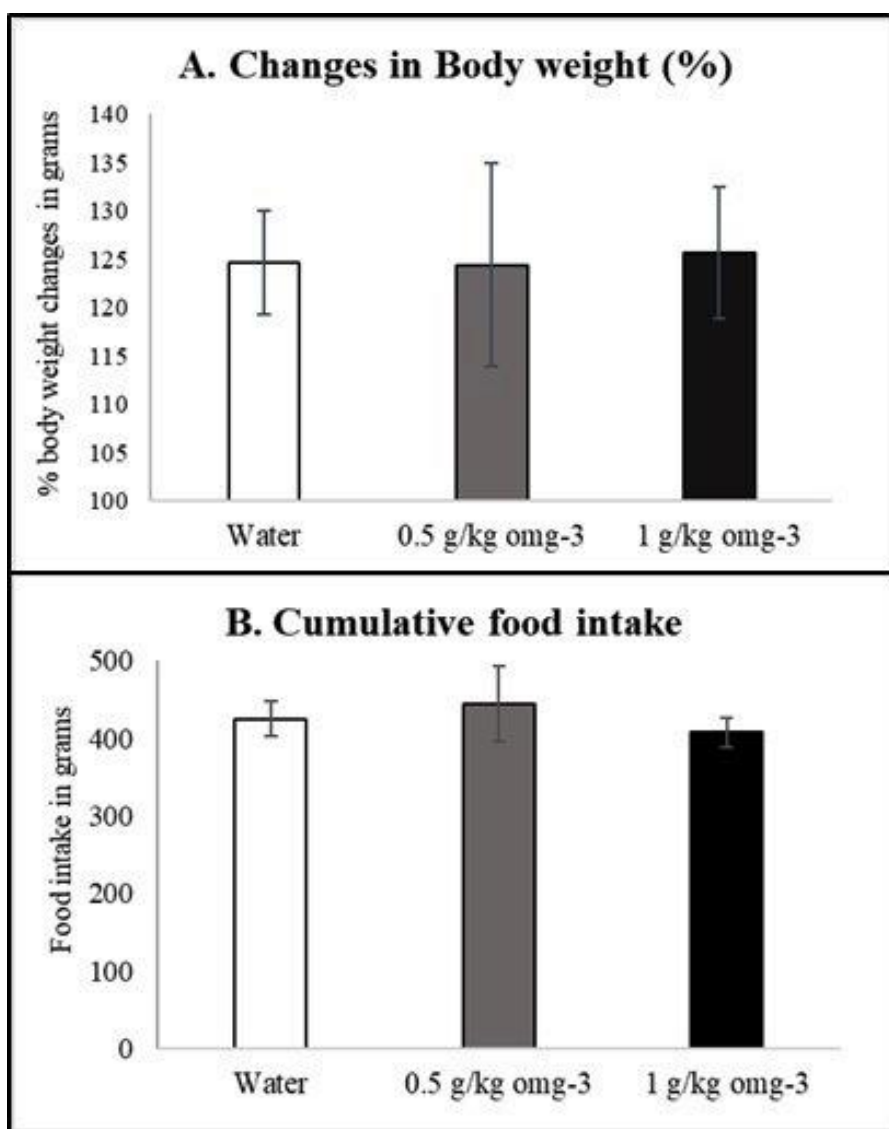 A. Changes in Body weight (%)
% body weight changes in grams
140
135
130
125
120
115
110
105
100
Water
0.5 g/kg omg-3
1 g/kg omg-3
B. Cumulative food intake
Food intake in grams
500
400
300
200
100
0
Water
0.5 g/kg omg-3
1 g/kg omg-3